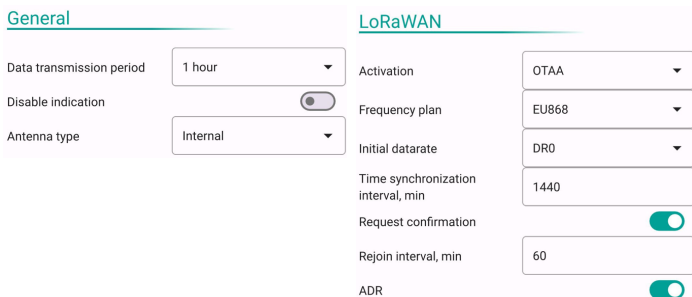 General
Data transmission period 1 hour
Disable indication
Antenna type Internal
LoRaWAN
Activation OTAA
Frequency plan EU868
Initial datarate DR0
Time synchronization
interval, min 1440
Request confirmation
Rejoin interval, min 60
ADR